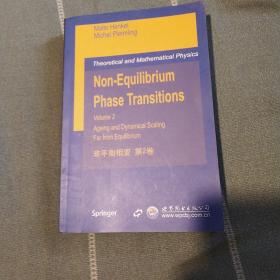 Malte Henkel
Michel Pleimling
Theoretical and Mathematical Physics
Non-Equilibrium
Phase Transitions
Volume 2
Ageing and Dynamical Scaling
Far from Equilibrium
非平衡相变 第2卷
Springer
世界图书出版公司
www.wpcbj.com.cn